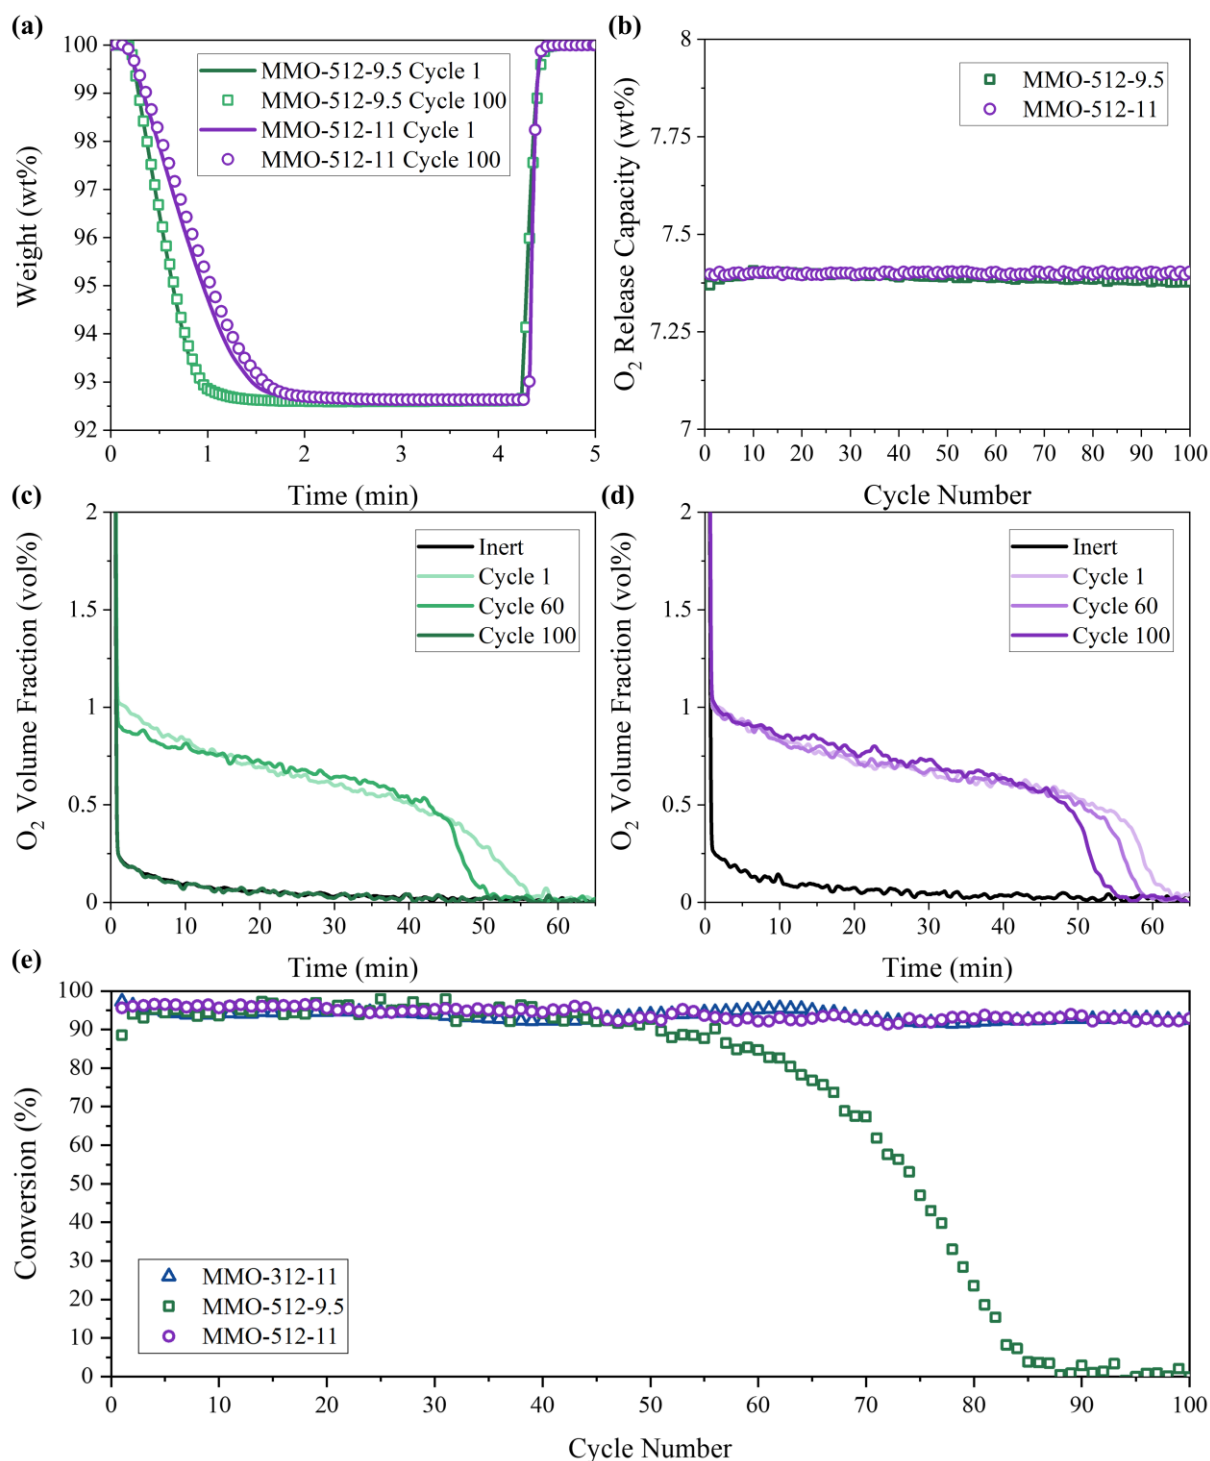 (a)
Weight (wt%)
100
99
98
97
96
95
94
93
92
MMO-512-9.5 Cycle 1
MMO-512-9.5 Cycle 100
MMO-512-11 Cycle 1
MMO-512-11 Cycle 100
0 1 2 3 4 5
Time (min)
(b)
O₂ Release Capacity (wt%)
8
7.75
7.5
7.25
7
MMO-512-9.5
MMO-512-11
0 10 20 30 40 50 60 70 80 90 100
Cycle Number
(c)
O₂ Volume Fraction (vol%)
2
1.5
1
0.5
0
Inert
Cycle 1
Cycle 60
Cycle 100
0 10 20 30 40 50 60
Time (min)
(d)
O₂ Volume Fraction (vol%)
2
1.5
1
0.5
0
Inert
Cycle 1
Cycle 60
Cycle 100
0 10 20 30 40 50 60
Time (min)
(e)
Conversion (%)
100
90
80
70
60
50
40
30
20
10
0
MMO-312-11
MMO-512-9.5
MMO-512-11
0 10 20 30 40 50 60 70 80 90 100
Cycle Number